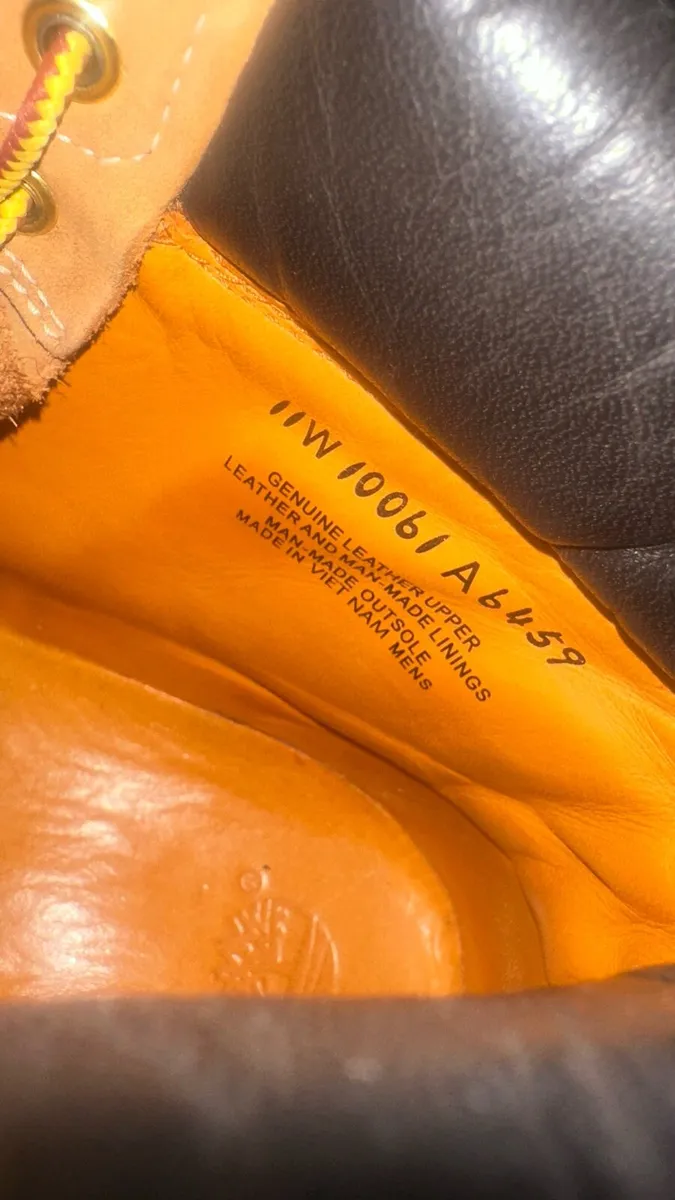 11W 10061 A6459
GENUINE LEATHER UPPER
LEATHER AND MAN-MADE LININGS
MAN-MADE OUTSOLE
MADE IN VIET NAM MENS